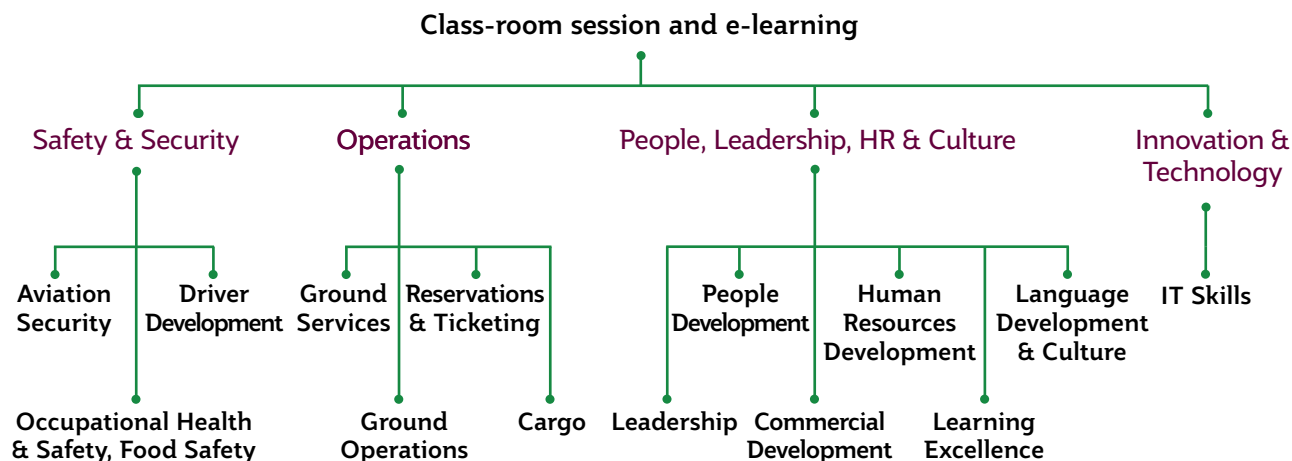 Class-room session and e-learning
Safety & Security
Operations
People, Leadership, HR & Culture
Innovation &
Technology
Aviation
Security
Driver
Development
Ground
Services
Reservations
& Ticketing
People
Development
Human
Resources
Development
Language
Development
& Culture
IT Skills
Occupational Health
& Safety, Food Safety
Ground
Operations
Cargo
Leadership
Commercial
Development
Learning
Excellence